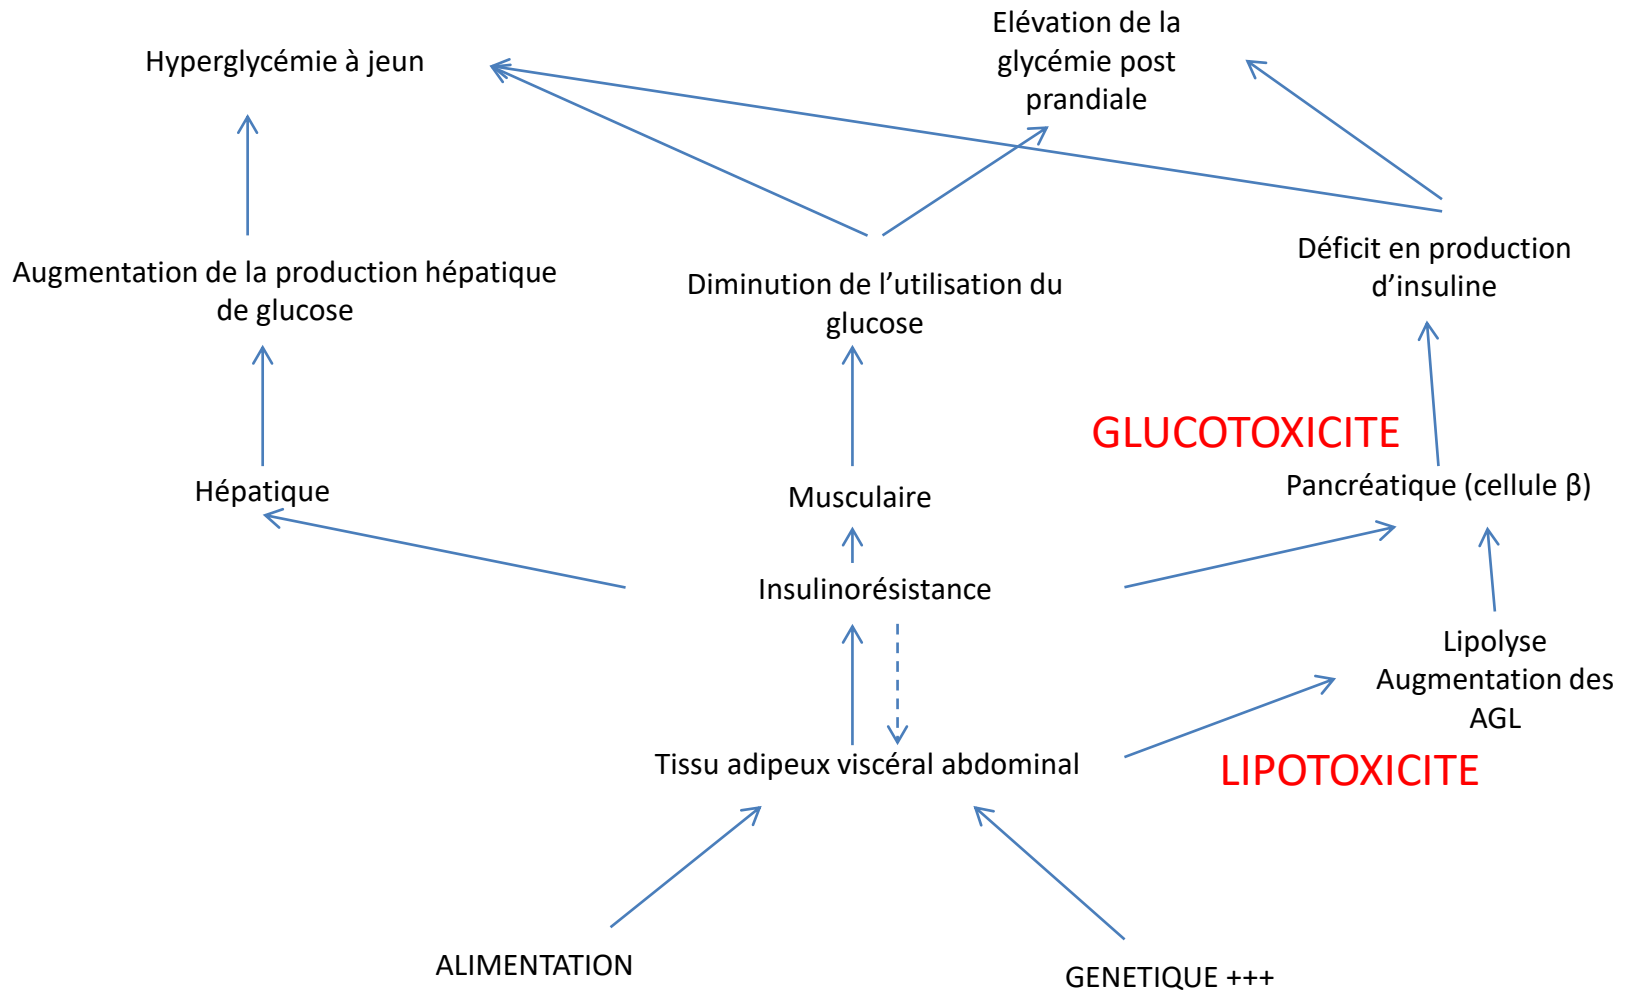 Hyperglycémie à jeun
Elévation de la
glycémie post
prandiale
Augmentation de la production hépatique
de glucose
Diminution de l’utilisation du
glucose
Déficit en production
d’insuline
GLUCOTOXICITE
Hépatique
Musculaire
Pancréatique (cellule β)
Insulinorésistance
Lipolyse
Augmentation des
AGL
Tissu adipeux viscéral abdominal
LIPOTOXICITE
ALIMENTATION
GENETIQUE +++